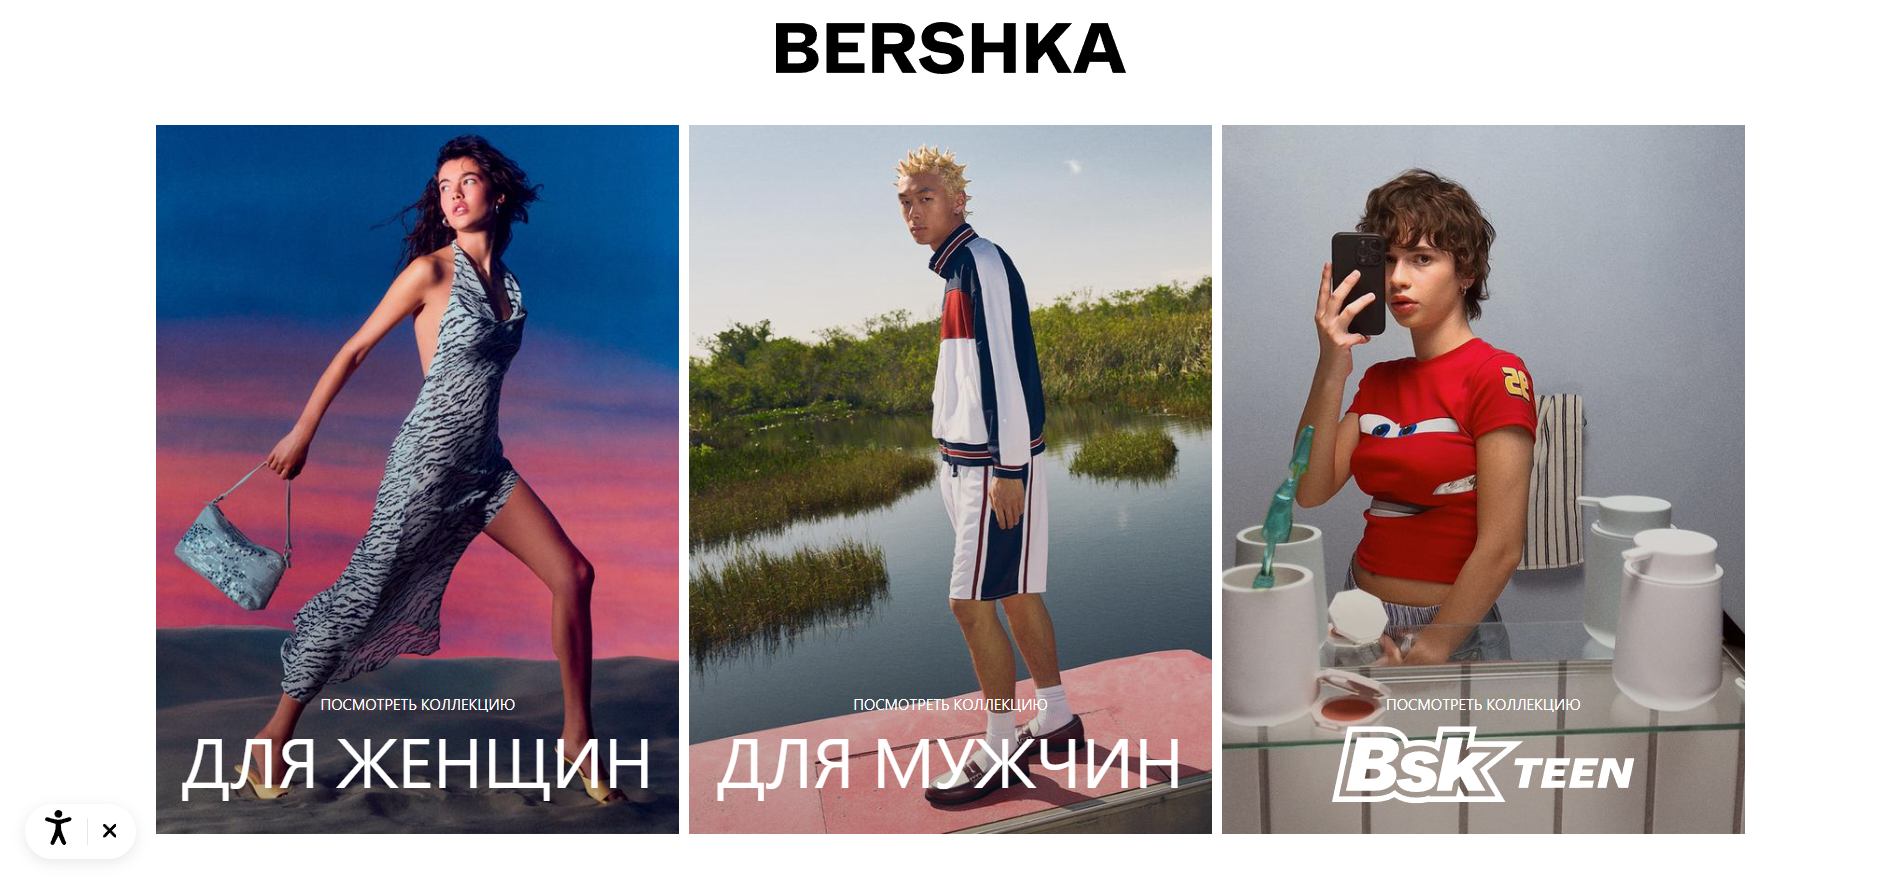 BERSHKA
ПОСМОТРЕТЬ КОЛЛЕКЦИЮ
ДЛЯ ЖЕНЩИН
ПОСМОТРЕТЬ КОЛЛЕКЦИЮ
ДЛЯ МУЖЧИН
ПОСМОТРЕТЬ КОЛЛЕКЦИЮ
Bsk TEEN